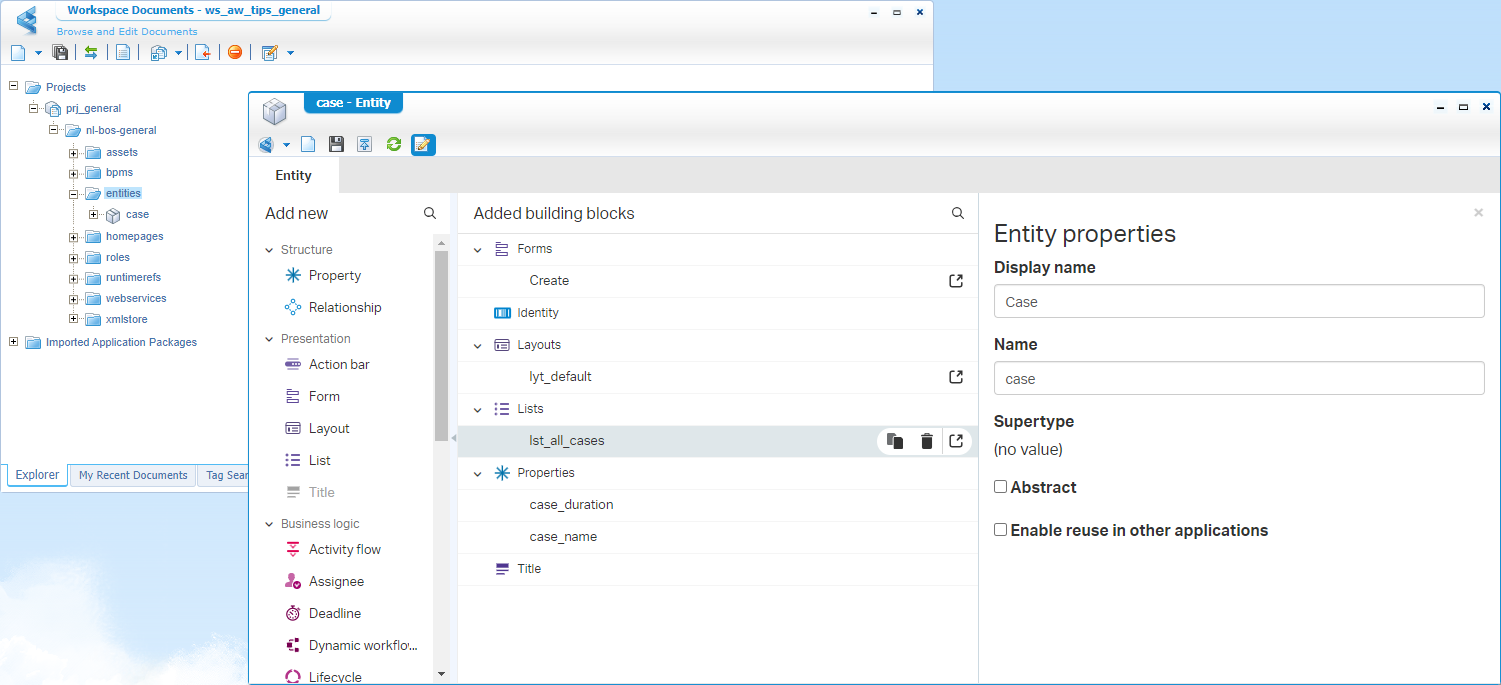 Workspace Documents - ws_aw_tips_general
Browse and Edit Documents
Projects
prj_general
nl-bos-general
assets
bpms
entities
case
homepages
roles
runtimerefs
webservices
xmlstore
Imported Application Packages
Explorer
My Recent Documents
Tag Sear
case - Entity
Entity
Add new
Structure
Property
Relationship
Presentation
Action bar
Form
Layout
List
Title
Business logic
Activity flow
Assignee
Deadline
Dynamic workflo...
Lifecycle
Added building blocks
Forms
Create
Identity
Layouts
lyt_default
Lists
lst_all_cases
Properties
case_duration
case_name
Title
Entity properties
Display name
Case
Name
case
Supertype
(no value)
Abstract
Enable reuse in other applications